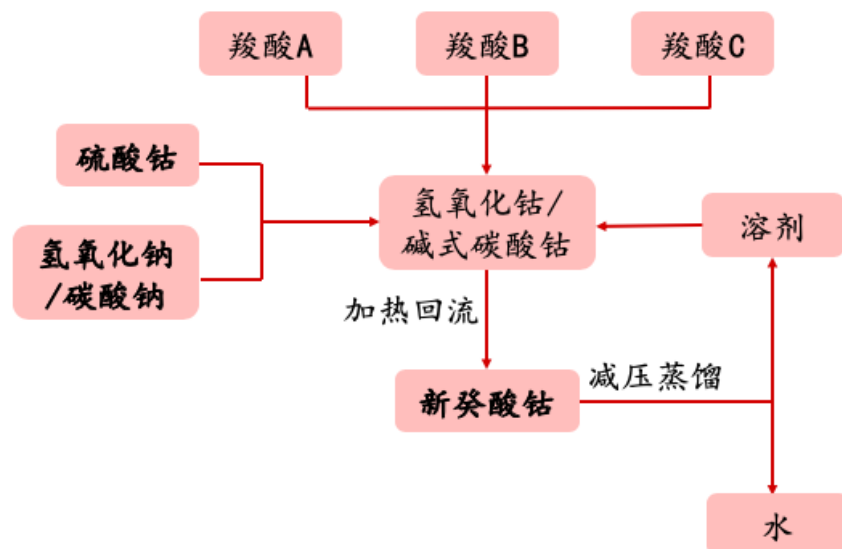 羧酸A
羧酸B
羧酸C
硫酸钴
氢氧化钠
/碳酸钠
氢氧化钴/
碱式碳酸钴
溶剂
加热回流
新癸酸钴
减压蒸馏
水